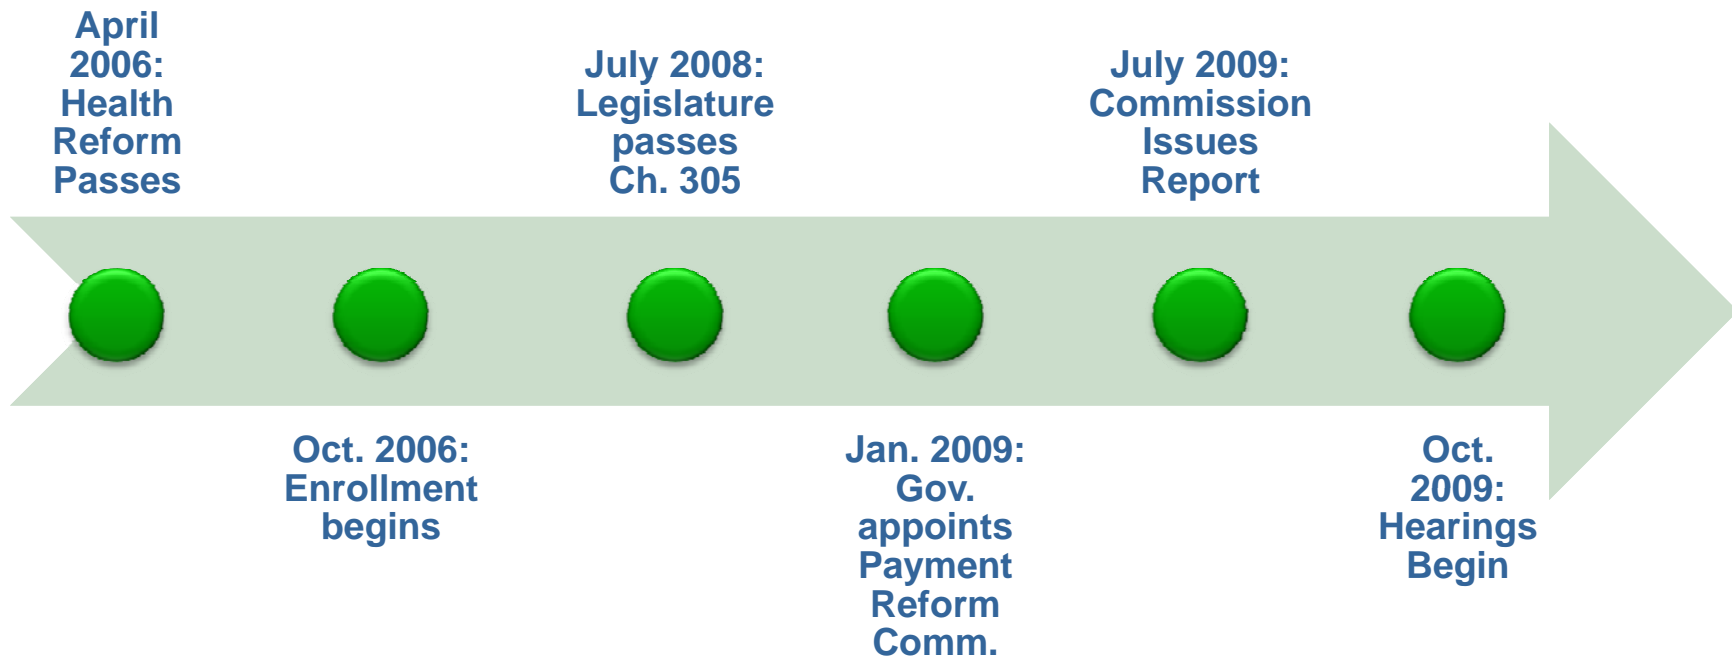 April
2006:
Health
Reform
Passes
Oct. 2006:
Enrollment
begins
July 2008:
Legislature
passes
Ch. 305
Jan. 2009:
Gov.
appoints
Payment
Reform
Comm.
July 2009:
Commission
Issues
Report
Oct.
2009:
Hearings
Begin